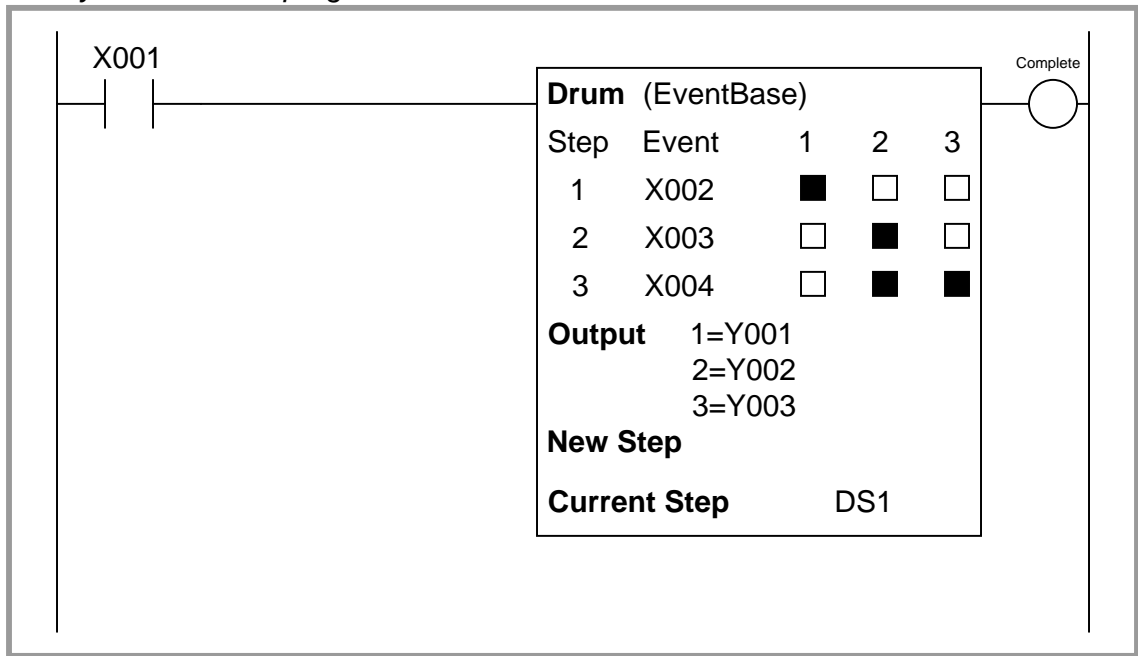 X001
Complete
Drum (EventBase)
Step Event 1 2 3
1 X002
2 X003
3 X004
Output 1=Y001
2=Y002
3=Y003
New Step
Current Step DS1